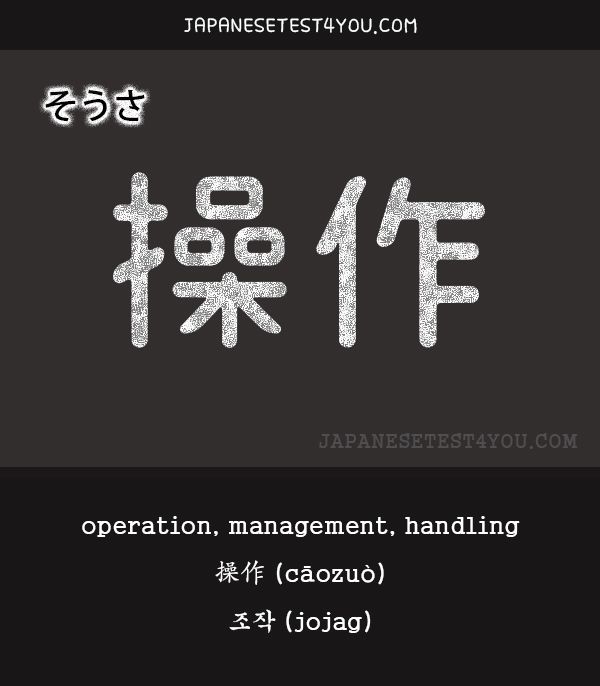 JAPANESETEST4YOU.COM
そうさ
操作
JAPANESETEST4YOU.COM
operation, management, handling
操作 (cāozuò)
조작 (jojag)